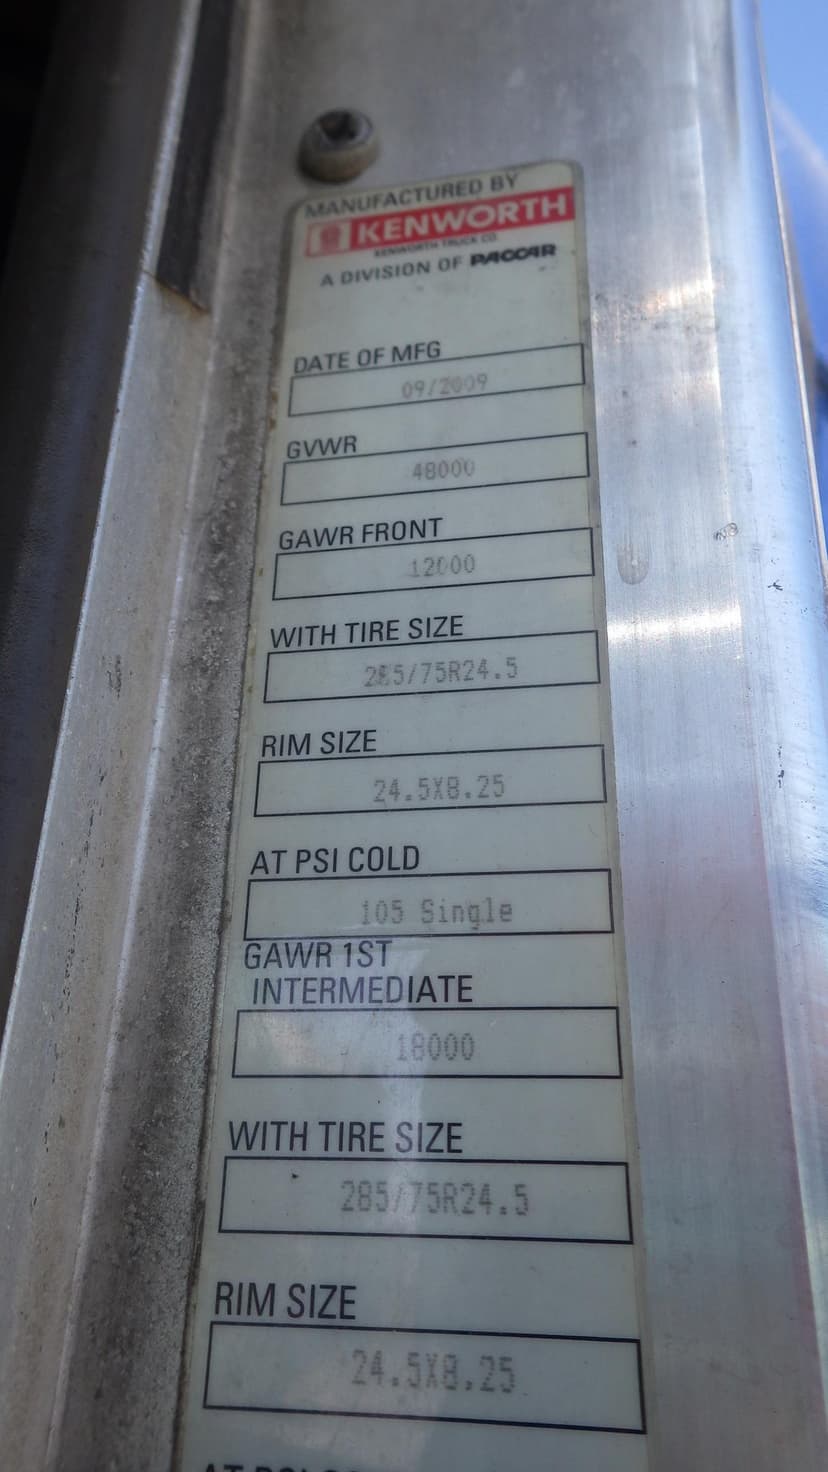 MANUFACTURED BY
KENWORTH
KENWORTH TRUCK CO.
A DIVISION OF PACCAR
DATE OF MFG
09/2009
GVWR
48000
GAWR FRONT
12000
WITH TIRE SIZE
285/75R24.5
RIM SIZE
24.5X8.25
AT PSI COLD
105 Single
GAWR 1ST
INTERMEDIATE
18000
WITH TIRE SIZE
285/75R24.5
RIM SIZE
24.5X8.25
AT PSI